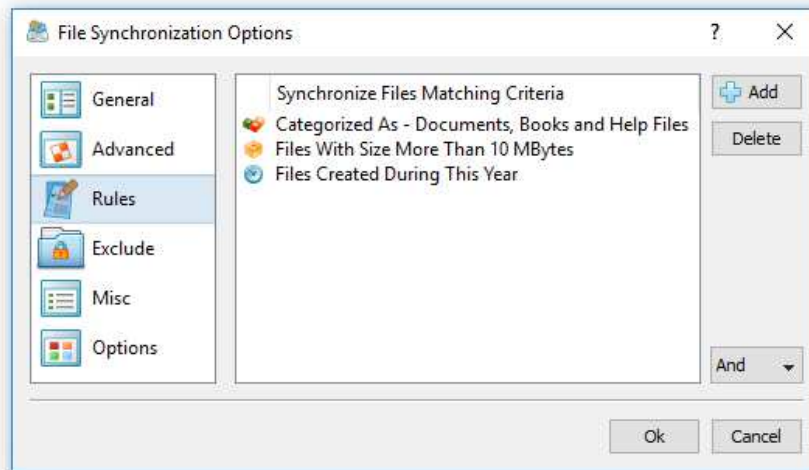 File Synchronization Options
?
General
Advanced
Rules
Exclude
Misc
Options
Synchronize Files Matching Criteria
Categorized As - Documents, Books and Help Files
Files With Size More Than 10 MBytes
Files Created During This Year
Add
Delete
And
Ok Cancel